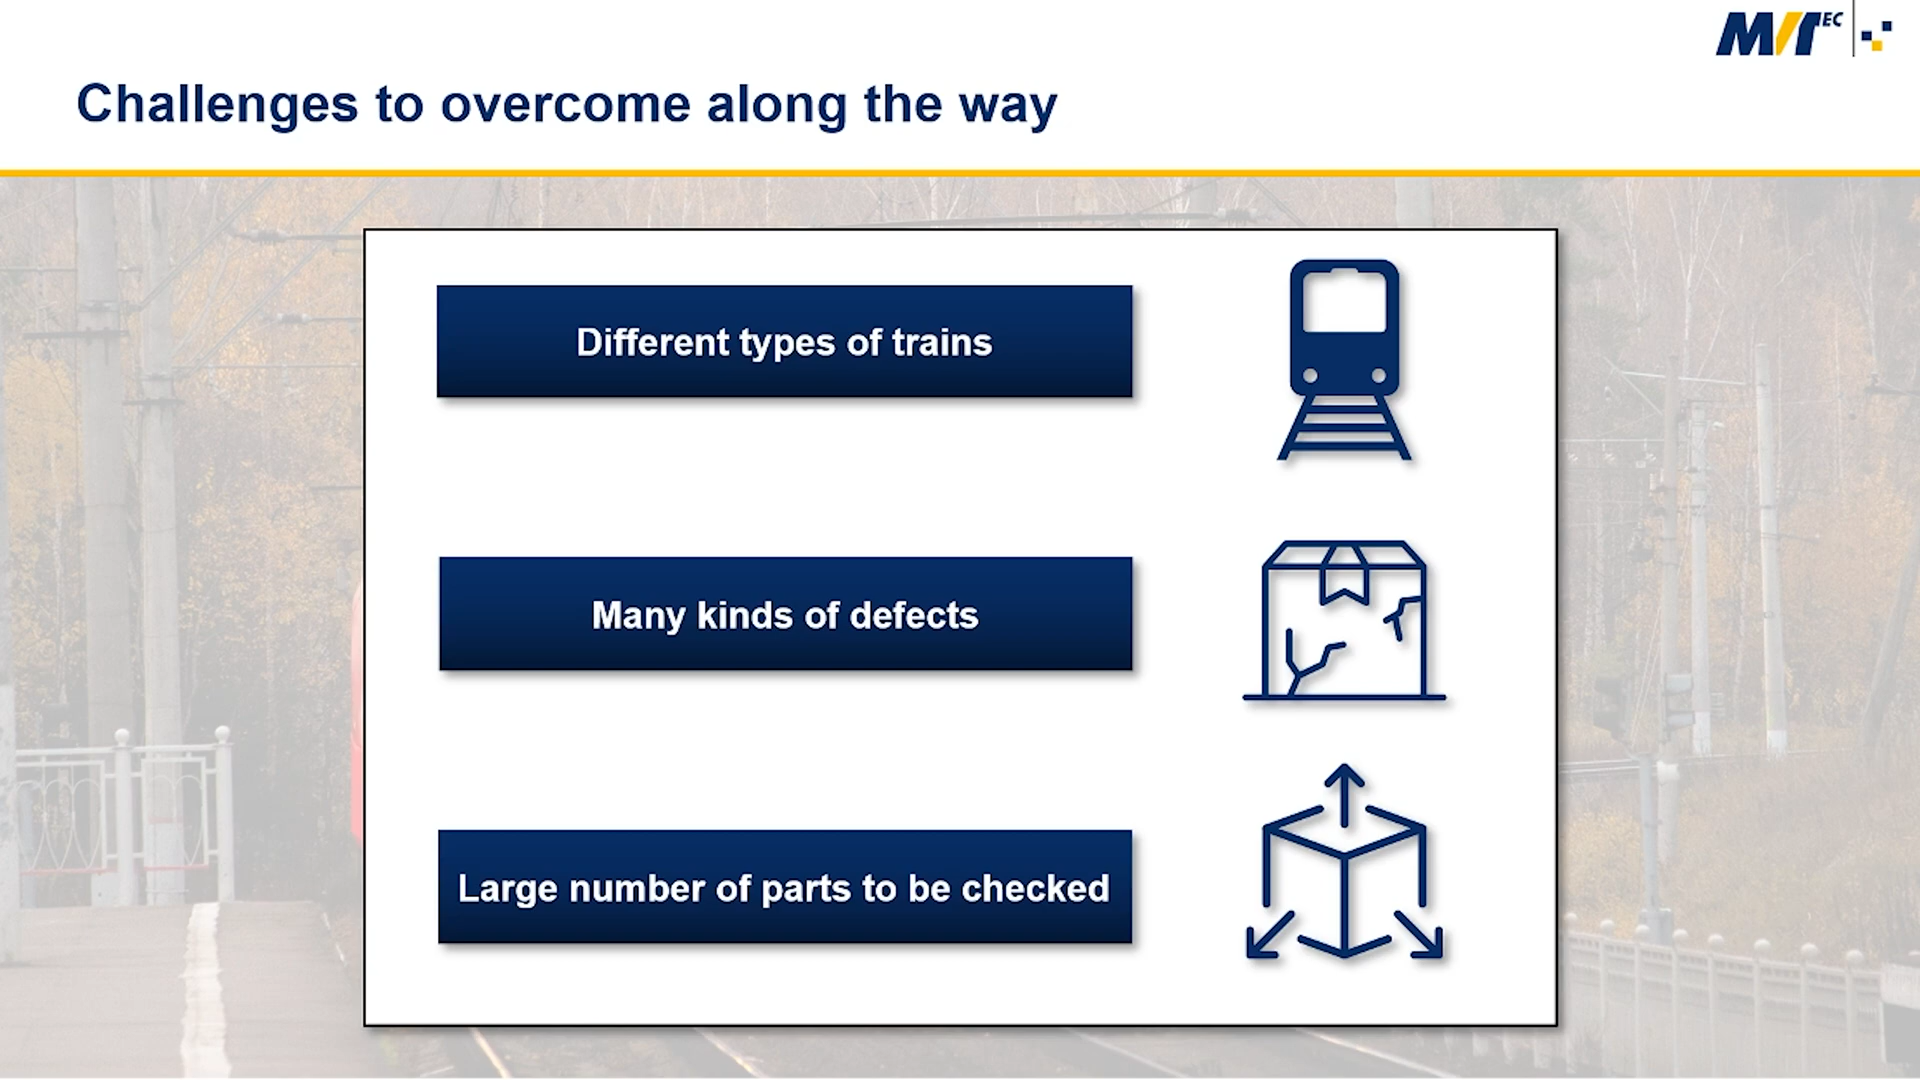 MVTEC
Challenges to overcome along the way
Different types of trains
Many kinds of defects
Large number of parts to be checked